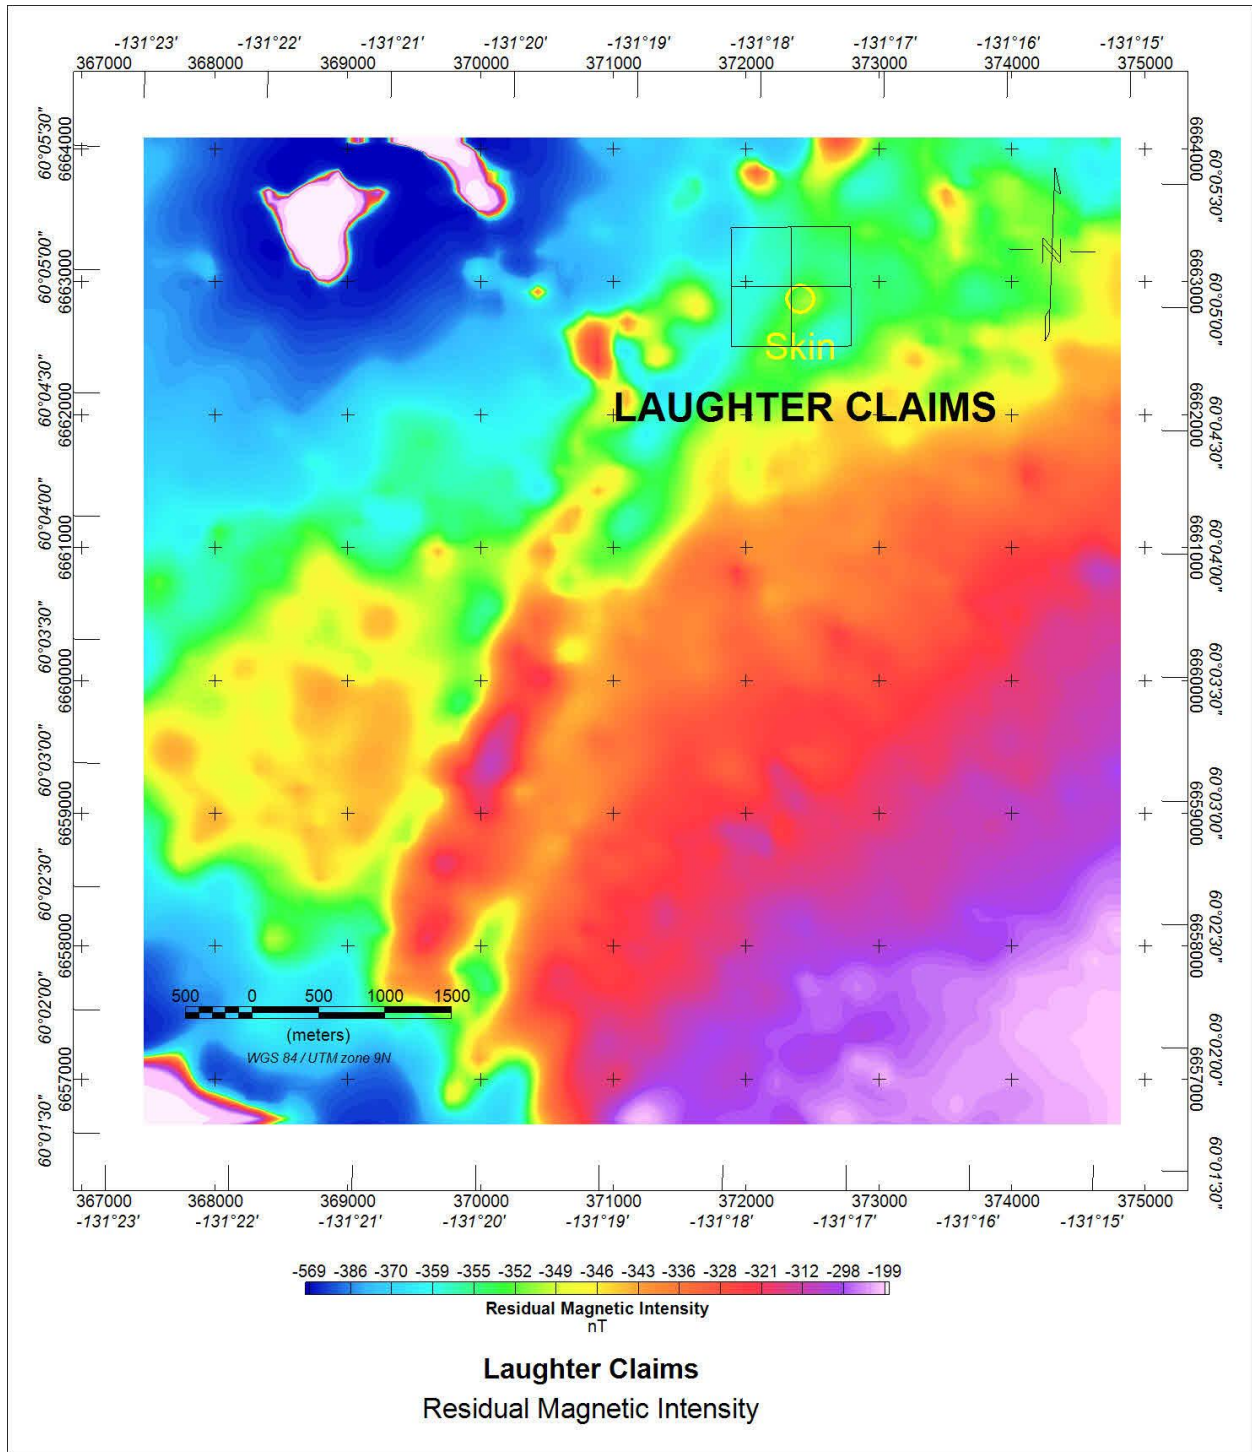 -131°23' -131°22' -131°21' -131°20' -131°19' -131°18' -131°17' -131°16' -131°15'
367000 368000 369000 370000 371000 372000 373000 374000 375000
60°05'30" 6664000
60°05'00" 6663000
60°04'30" 6662000
60°04'00" 6661000
60°03'30" 6660000
60°03'00" 6659000
60°02'30" 6658000
60°02'00" 6657000
60°01'30"
6664000 60°05'30"
6663000 60°05'00"
6662000 60°04'30"
6661000 60°04'00"
6660000 60°03'30"
6659000 60°03'00"
6658000 60°02'30"
6657000 60°02'00"
60°01'30"
N
Skin
LAUGHTER CLAIMS
500 0 500 1000 1500
(meters)
WGS 84 / UTM zone 9N
367000 368000 369000 370000 371000 372000 373000 374000 375000
-131°23' -131°22' -131°21' -131°20' -131°19' -131°18' -131°17' -131°16' -131°15'
-569 -386 -370 -359 -355 -352 -349 -346 -343 -336 -328 -321 -312 -298 -199
Residual Magnetic Intensity
nT
Laughter Claims
Residual Magnetic Intensity